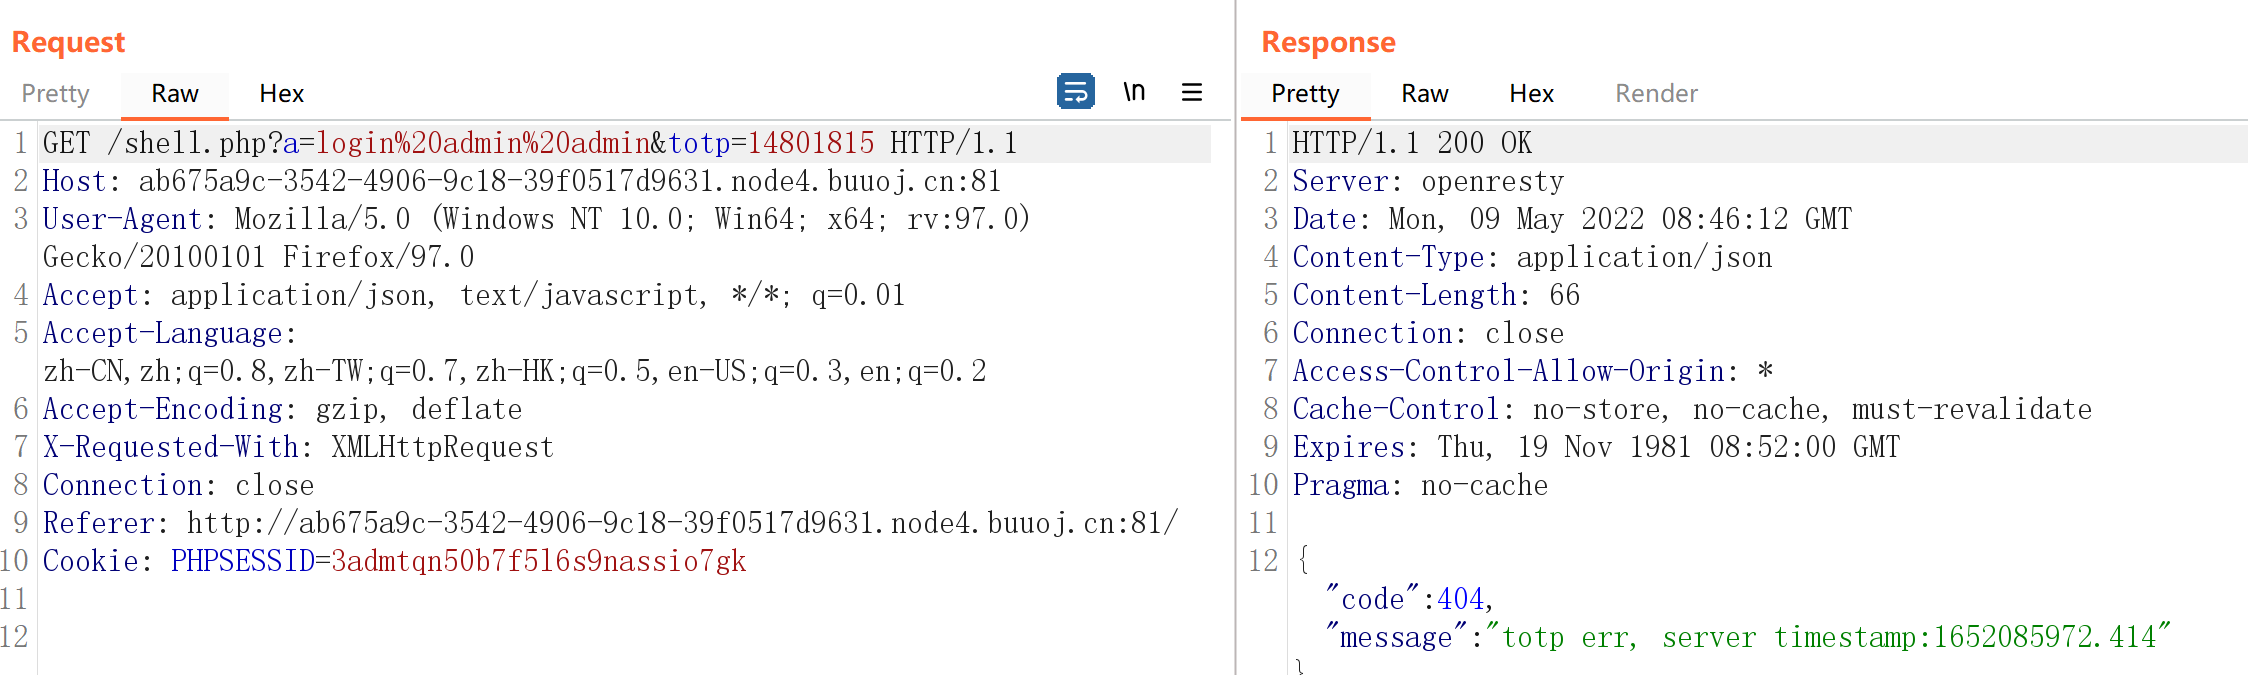 Request
Pretty Raw Hex \n
1 GET /shell.php?a=login%20admin%20admin&totp=14801815 HTTP/1.1
2 Host: ab675a9c-3542-4906-9c18-39f0517d9631.node4.buuoj.cn:81
3 User-Agent: Mozilla/5.0 (Windows NT 10.0; Win64; x64; rv:97.0)
Gecko/20100101 Firefox/97.0
4 Accept: application/json, text/javascript, */*; q=0.01
5 Accept-Language:
zh-CN,zh;q=0.8,zh-TW;q=0.7,zh-HK;q=0.5,en-US;q=0.3,en;q=0.2
6 Accept-Encoding: gzip, deflate
7 X-Requested-With: XMLHttpRequest
8 Connection: close
9 Referer: http://ab675a9c-3542-4906-9c18-39f0517d9631.node4.buuoj.cn:81/
10 Cookie: PHPSESSID=3admtqn50b7f5l6s9nassio7gk
11
12
Response
Pretty Raw Hex Render
1 HTTP/1.1 200 OK
2 Server: openresty
3 Date: Mon, 09 May 2022 08:46:12 GMT
4 Content-Type: application/json
5 Content-Length: 66
6 Connection: close
7 Access-Control-Allow-Origin: *
8 Cache-Control: no-store, no-cache, must-revalidate
9 Expires: Thu, 19 Nov 1981 08:52:00 GMT
10 Pragma: no-cache
11
12 {
"code":404,
"message":"totp err, server timestamp:1652085972.414"
}